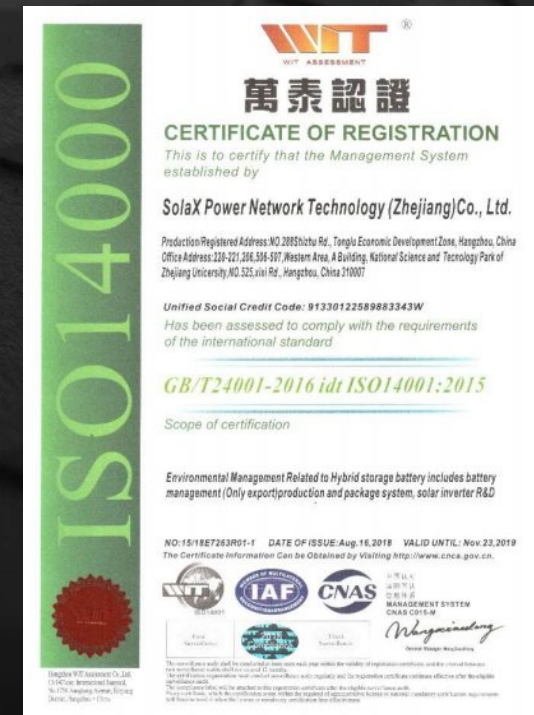 WIT ®
WIT ASSESSMENT
萬泰認證
CERTIFICATE OF REGISTRATION
This is to certify that the Management System
established by
SolaX Power Network Technology (Zhejiang)Co., Ltd.
Production/Registered Address:NO.288Shizhu Rd., Tonglu Economic Development Zone, Hangzhou, China
Office Address:220-221,206,506-507,Western Area, A Building, National Science and Tecnology Park of
Zhejiang Unicersity,NO.525,xixi Rd., Hangzhou, China 310007
Unified Social Credit Code: 91330122589883343W
Has been assessed to comply with the requirements
of the international standard
GB/T24001-2016 idt ISO14001:2015
Scope of certification
Environmental Management Related to Hybrid storage battery includes battery
management (Only export)production and package system, solar inverter R&D
NO:15/18E7263R01-1 DATE OF ISSUE:Aug.16,2018 VALID UNTIL: Nov.23,2019
The Certificate Information Can be Obtained by Visiting http://www.cnca.gov.cn.
ISO14000
WIT
ISO14001
IAF
CNAS
MANAGEMENT SYSTEM
CNAS C015-M